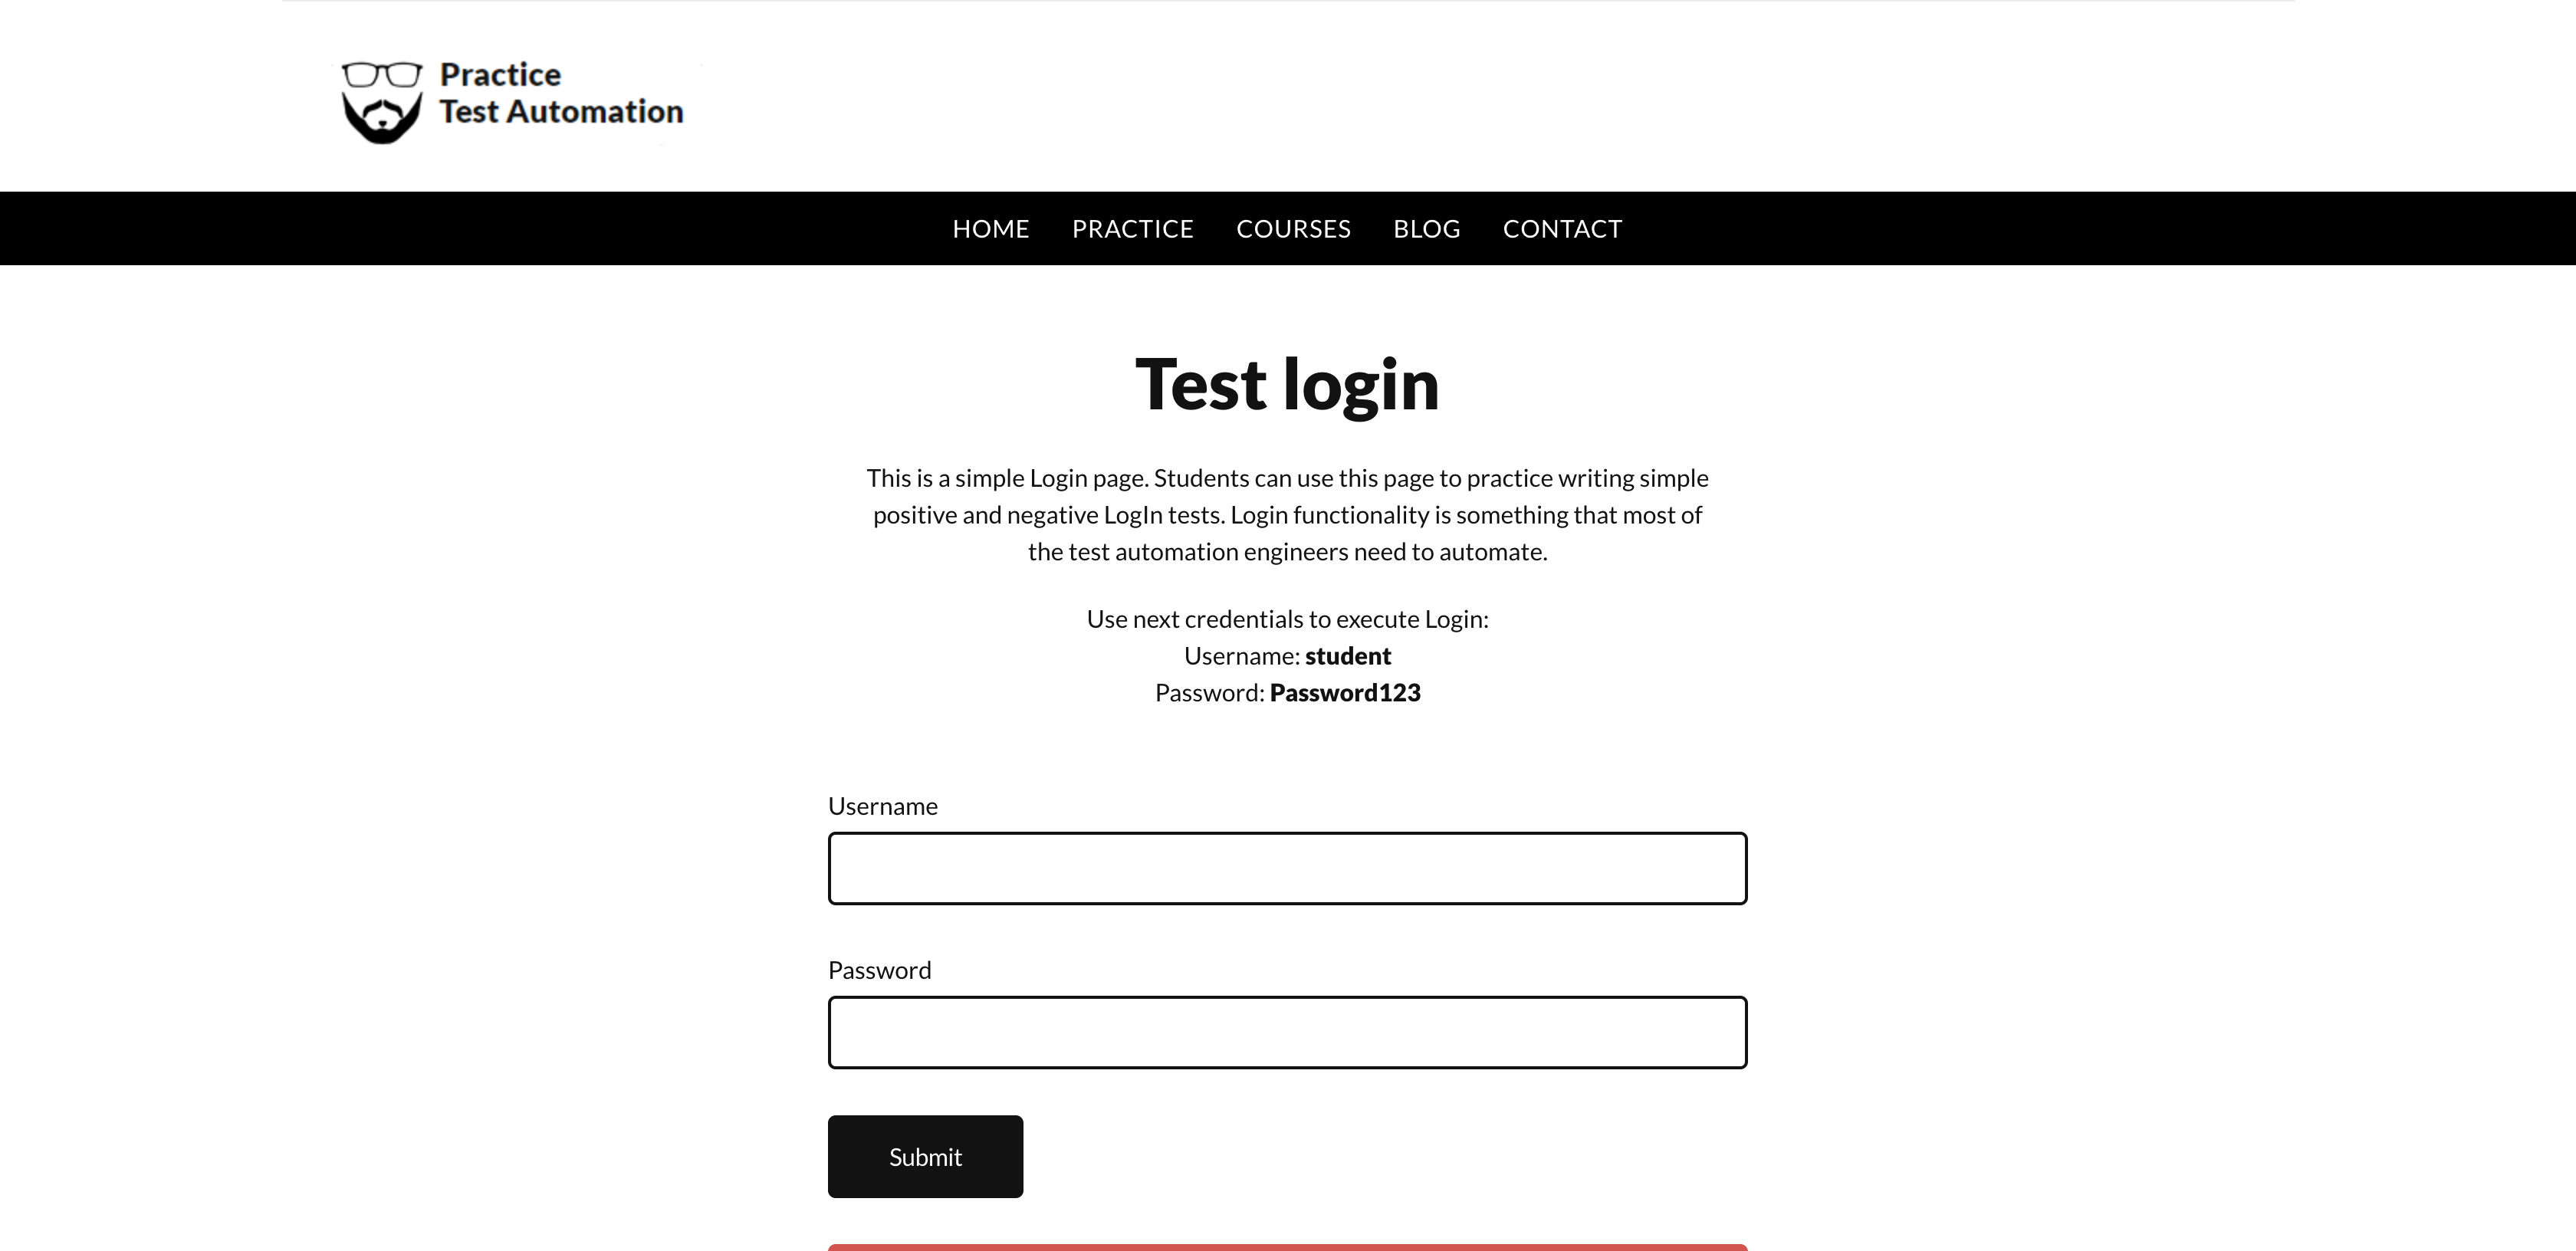 Practice
Test Automation
HOME PRACTICE COURSES BLOG CONTACT
Test login
This is a simple Login page. Students can use this page to practice writing simple
positive and negative LogIn tests. Login functionality is something that most of
the test automation engineers need to automate.
Use next credentials to execute Login:
Username: student
Password: Password123
Username
Password
Submit